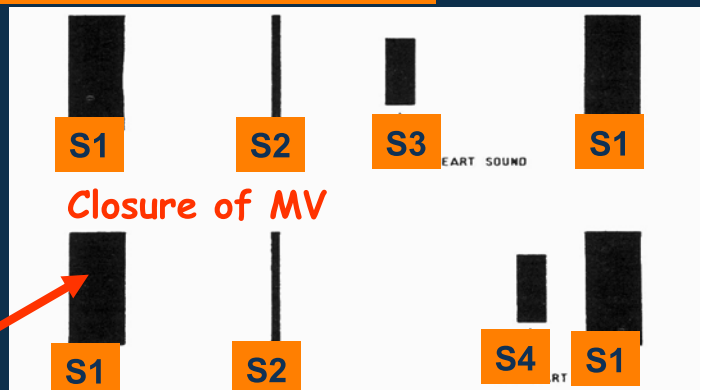 S1 S2 S3 S1
EART SOUND
Closure of MV
S1 S2 S4 S1
RT